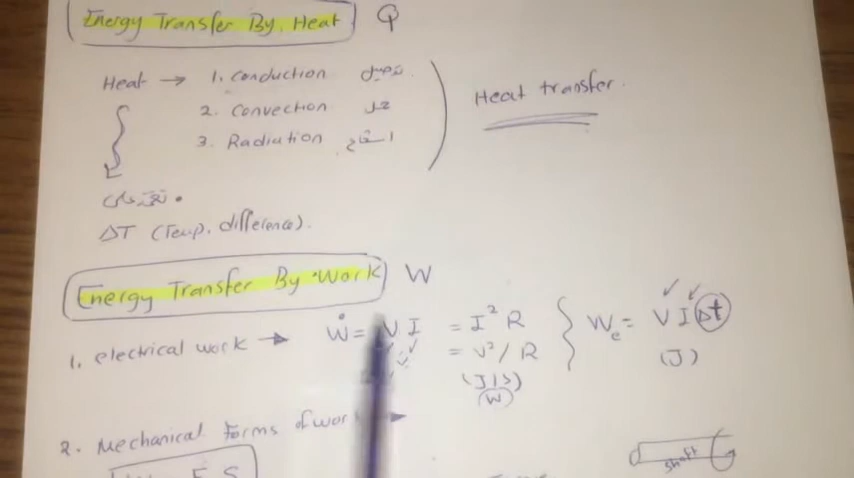 Energy Transfer By Heat Q
Heat → 1. Conduction توصيل
2. Convection حمل
3. Radiation اشعاع
Heat transfer.
ΔT (Temp. difference).
Energy Transfer By Work W
1. electrical work → Ẇ = V I = I² R
= V² / R
(J/s)
(W)
We = V I Δt
(J)
2. Mechanical Forms of work →
shaft